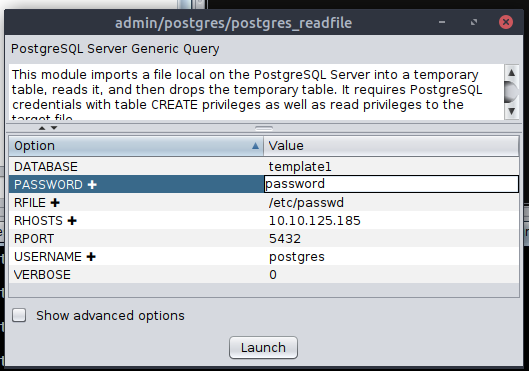 admin/postgres/postgres_readfile
PostgreSQL Server Generic Query
This module imports a file local on the PostgreSQL Server into a temporary
table, reads it, and then drops the temporary table. It requires PostgreSQL
credentials with table CREATE privileges as well as read privileges to the
target file.
Option Value
DATABASE template1
PASSWORD + password
RFILE + /etc/passwd
RHOSTS + 10.10.125.185
RPORT 5432
USERNAME + postgres
VERBOSE 0
Show advanced options
Launch